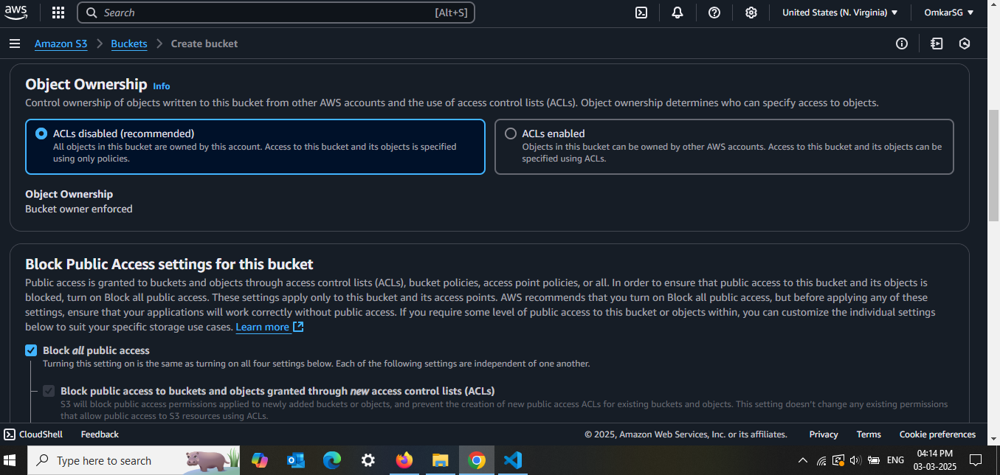 aws
Search
[Alt+S]
United States (N. Virginia) ▼
OmkarSG ▼
Amazon S3 > Buckets > Create bucket
Object Ownership Info
Control ownership of objects written to this bucket from other AWS accounts and the use of access control lists (ACLs). Object ownership determines who can specify access to objects.
ACLs disabled (recommended)
All objects in this bucket are owned by this account. Access to this bucket and its objects is specified
using only policies.
ACLs enabled
Objects in this bucket can be owned by other AWS accounts. Access to this bucket and its objects can be
specified using ACLs.
Object Ownership
Bucket owner enforced
Block Public Access settings for this bucket
Public access is granted to buckets and objects through access control lists (ACLs), bucket policies, access point policies, or all. In order to ensure that public access to this bucket and its objects is
blocked, turn on Block all public access. These settings apply only to this bucket and its access points. AWS recommends that you turn on Block all public access, but before applying any of these
settings, ensure that your applications will work correctly without public access. If you require some level of public access to this bucket or objects within, you can customize the individual settings
below to suit your specific storage use cases. Learn more
Block all public access
Turning this setting on is the same as turning on all four settings below. Each of the following settings are independent of one another.
Block public access to buckets and objects granted through new access control lists (ACLs)
S3 will block public access permissions applied to newly added buckets or objects, and prevent the creation of new public access ACLs for existing buckets and objects. This setting doesn't change any existing permissions
that allow public access to S3 resources using ACLs.
CloudShell
Feedback
© 2025, Amazon Web Services, Inc. or its affiliates.
Privacy
Terms
Cookie preferences
Type here to search
ENG
04:14 PM
03-03-2025